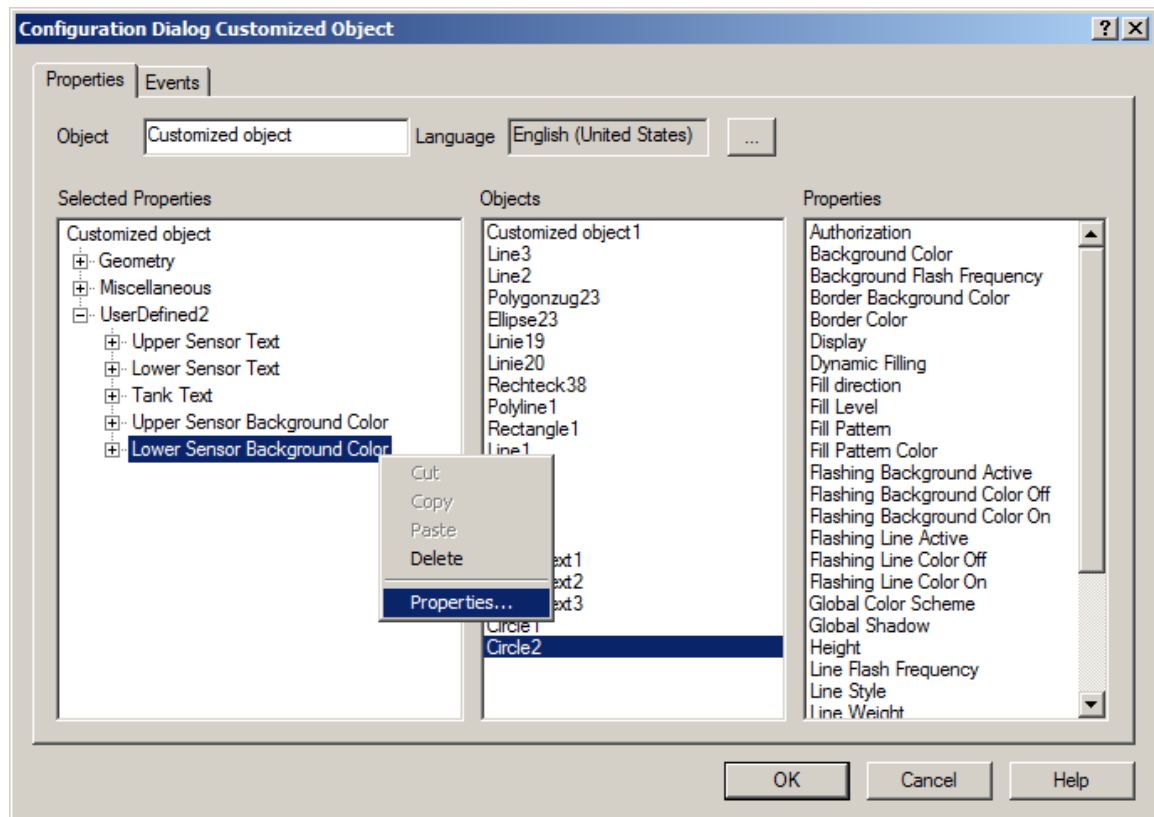 Configuration Dialog Customized Object
Properties
Events
Object
Customized object
Language
English (United States)
...
Selected Properties
Customized object
Geometry
Miscellaneous
UserDefined2
Upper Sensor Text
Lower Sensor Text
Tank Text
Upper Sensor Background Color
Lower Sensor Background Color
Cut
Copy
Paste
Delete
Properties...
Objects
Customized object1
Line3
Line2
Polygonzug23
Ellipse23
Linie19
Linie20
Rechteck38
Polyline1
Rectangle1
Line1
ext1
ext2
ext3
Circle1
Circle2
Properties
Authorization
Background Color
Background Flash Frequency
Border Background Color
Border Color
Display
Dynamic Filling
Fill direction
Fill Level
Fill Pattern
Fill Pattern Color
Flashing Background Active
Flashing Background Color Off
Flashing Background Color On
Flashing Line Active
Flashing Line Color Off
Flashing Line Color On
Global Color Scheme
Global Shadow
Height
Line Flash Frequency
Line Style
Line Weight
OK
Cancel
Help